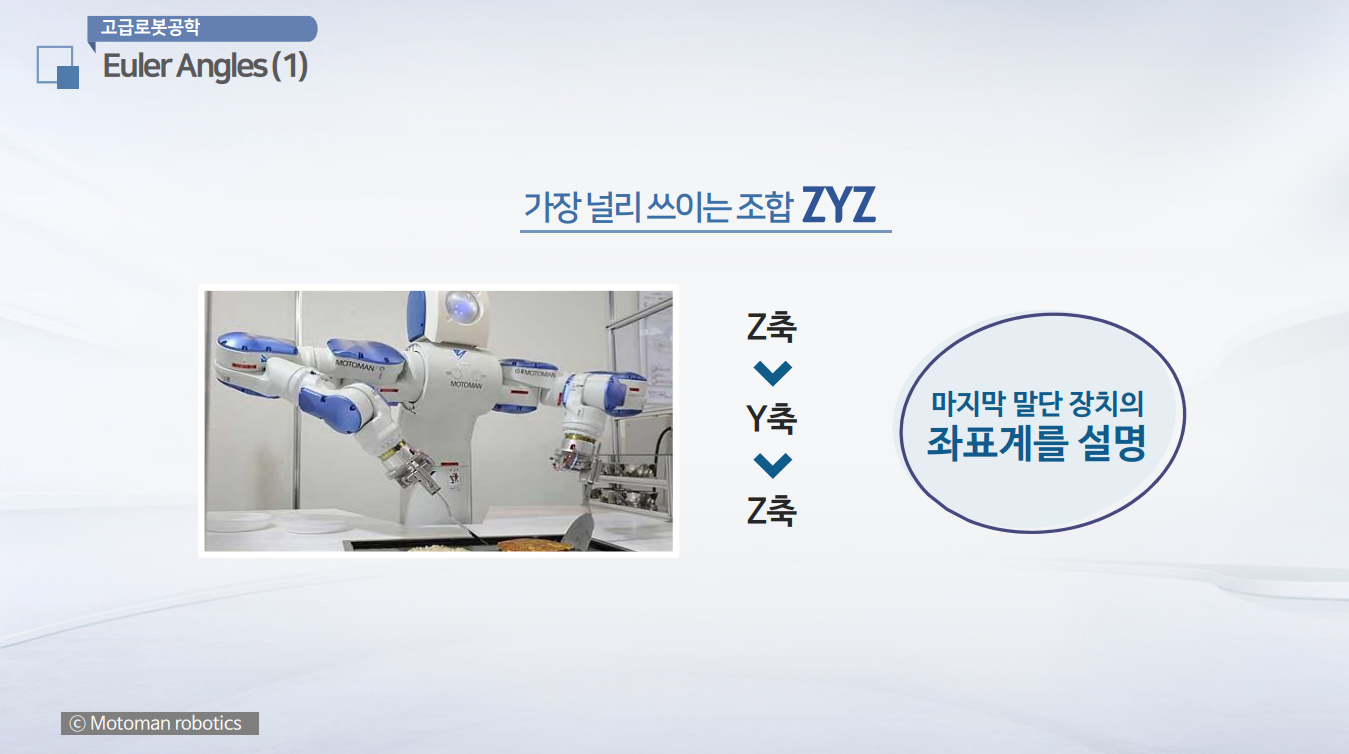 고급로봇공학
Euler Angles (1)
가장 널리 쓰이는 조합 ZYZ
MOTOMAN
MOTOMAN
MOTOMAN
Z축
Y축
Z축
마지막 말단 장치의
좌표계를 설명
ⓒ Motoman robotics